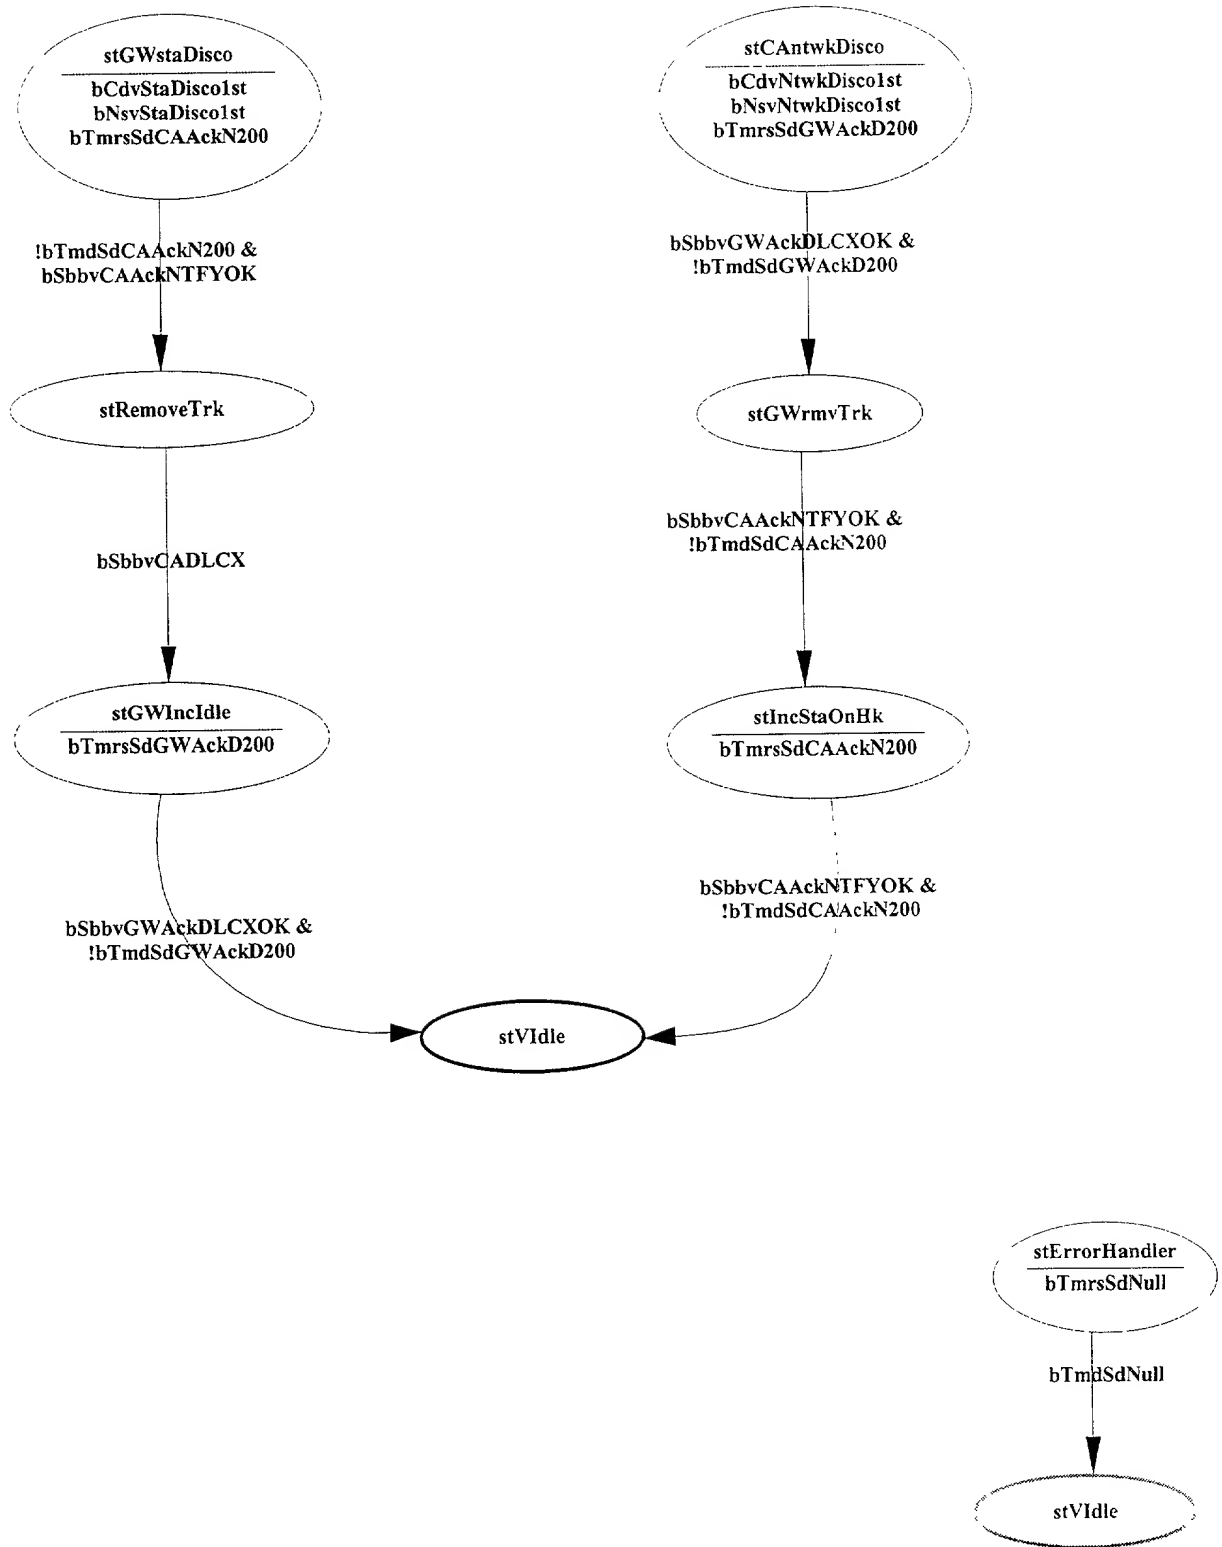 stGWstaDisco
bCdvStaDisco1st
bNsvStaDisco1st
bTmrsSdCAAckN200
!bTmdSdCAAckN200 &
bSbbvCAAckNTFYOK
stRemoveTrk
bSbbvCADLCX
stGWIncIdle
bTmrsSdGWAckD200
bSbbvGWAckDLCXOK &
!bTmdSdGWAckD200
stCAntwkDisco
bCdvNtwkDisco1st
bNsvNtwkDisco1st
bTmrsSdGWAckD200
bSbbvGWAckDLCXOK &
!bTmdSdGWAckD200
stGWrmvTrk
bSbbvCAAckNTFYOK &
!bTmdSdCAAckN200
stIncStaOnHk
bTmrsSdCAAckN200
bSbbvCAAckNTFYOK &
!bTmdSdCAAckN200
stVIdle
stErrorHandler
bTmrsSdNull
bTmdSdNull
stVIdle